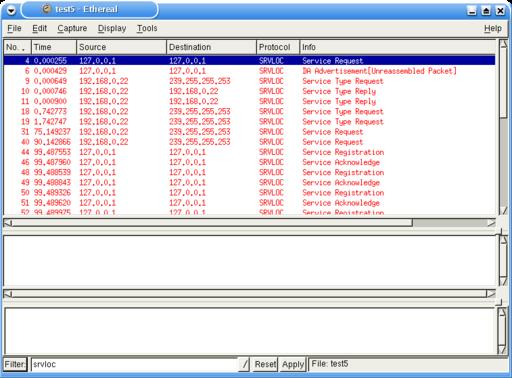 test5 - Ethereal
File Edit Capture Display Tools Help
No. Time Source Destination Protocol Info
4 0.000255 127.0.0.1 127.0.0.1 SRVLOC Service Request
6 0.000429 127.0.0.1 127.0.0.1 SRVLOC DA Advertisement[Unreassembled Packet]
9 0.000649 192.168.0.22 239.255.255.253 SRVLOC Service Type Request
10 0.000746 192.168.0.22 192.168.0.22 SRVLOC Service Type Reply
11 0.000900 192.168.0.22 192.168.0.22 SRVLOC Service Type Reply
18 0.742773 192.168.0.22 239.255.255.253 SRVLOC Service Type Request
19 1.742747 192.168.0.22 239.255.255.253 SRVLOC Service Type Request
31 75.149237 192.168.0.22 239.255.255.253 SRVLOC Service Request
40 90.142866 192.168.0.22 239.255.255.253 SRVLOC Service Request
44 99.487553 127.0.0.1 127.0.0.1 SRVLOC Service Registration
46 99.487960 127.0.0.1 127.0.0.1 SRVLOC Service Acknowledge
48 99.488539 127.0.0.1 127.0.0.1 SRVLOC Service Registration
49 99.488843 127.0.0.1 127.0.0.1 SRVLOC Service Acknowledge
50 99.489326 127.0.0.1 127.0.0.1 SRVLOC Service Registration
51 99.489620 127.0.0.1 127.0.0.1 SRVLOC Service Acknowledge
52 99.489975 127.0.0.1 127.0.0.1 SRVLOC Service Registration
Filter: srvloc Reset Apply File: test5